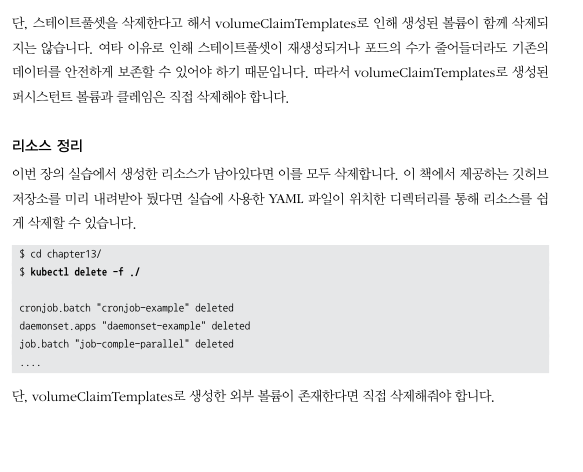 단, 스테이트풀셋을 삭제한다고 해서 volumeClaimTemplates로 인해 생성된 볼륨이 함께 삭제되
지는 않습니다. 여타 이유로 인해 스테이트풀셋이 재생성되거나 포드의 수가 줄어들더라도 기존의
데이터를 안전하게 보존할 수 있어야 하기 때문입니다. 따라서 volumeClaimTemplates로 생성된
퍼시스턴트 볼륨과 클레임은 직접 삭제해야 합니다.
리소스 정리
이번 장의 실습에서 생성한 리소스가 남아있다면 이를 모두 삭제합니다. 이 책에서 제공하는 깃허브
저장소를 미리 내려받아 뒀다면 실습에 사용한 YAML 파일이 위치한 디렉터리를 통해 리소스를 쉽
게 삭제할 수 있습니다.
$ cd chapter13/
$ kubectl delete -f ./
cronjob.batch "cronjob-example" deleted
daemonset.apps "daemonset-example" deleted
job.batch "job-comple-parallel" deleted
....
단, volumeClaimTemplates로 생성한 외부 볼륨이 존재한다면 직접 삭제해줘야 합니다.